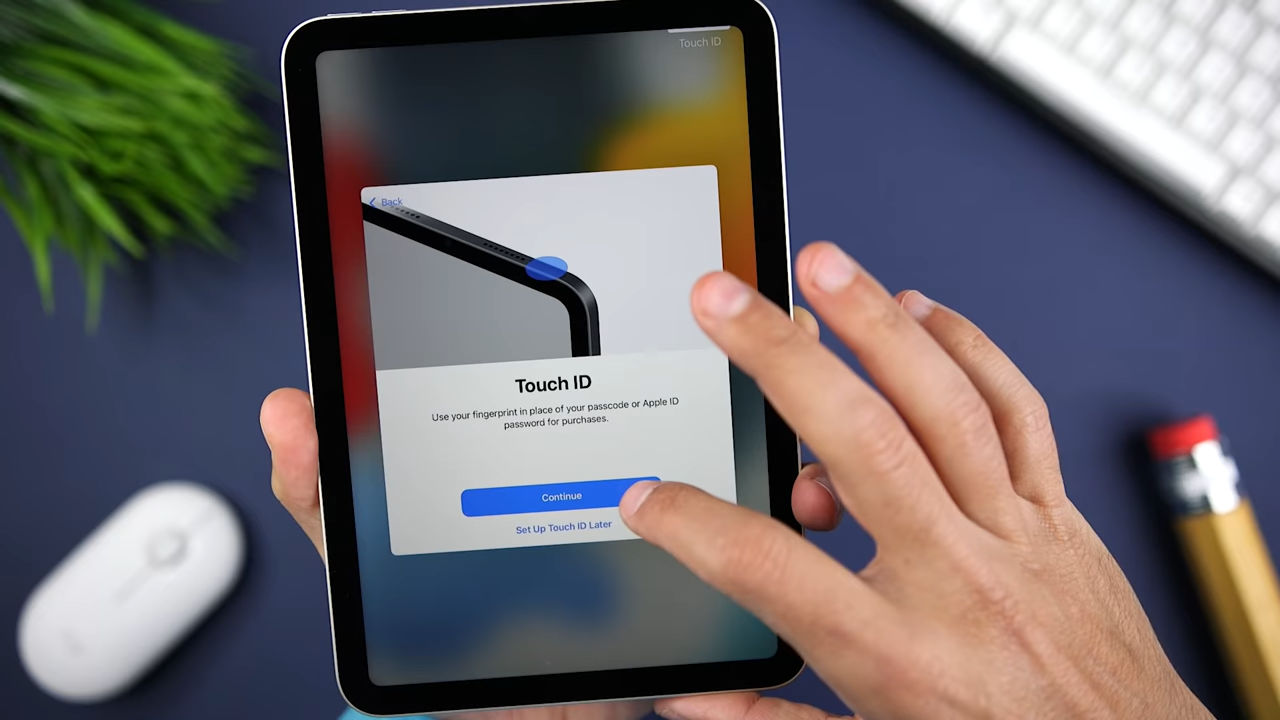 Touch ID
Back
Touch ID
Use your fingerprint in place of your passcode or Apple ID
password for purchases.
Continue
Set Up Touch ID Later